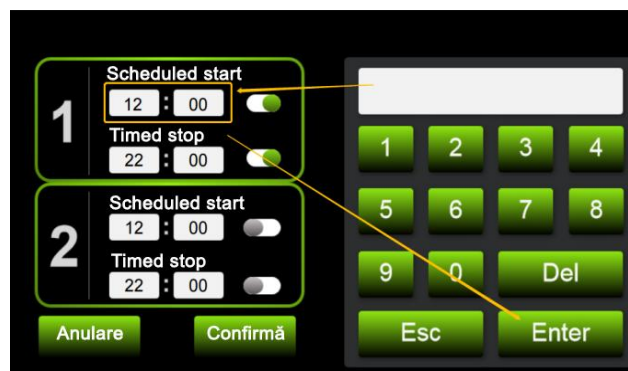 1
Scheduled start
12 : 00
Timed stop
22 : 00
2
Scheduled start
12 : 00
Timed stop
22 : 00
Anulare Confirmă
1 2 3 4
5 6 7 8
9 0 Del
Esc Enter